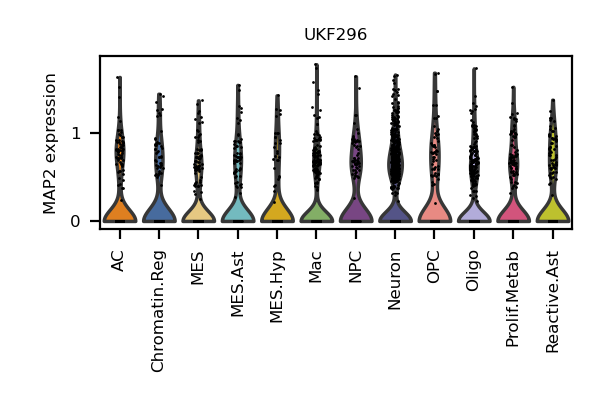 UKF296
MAP2 expression
1
0
AC
Chromatin.Reg
MES
MES.Ast
MES.Hyp
Mac
NPC
Neuron
OPC
Oligo
Prolif.Metab
Reactive.Ast